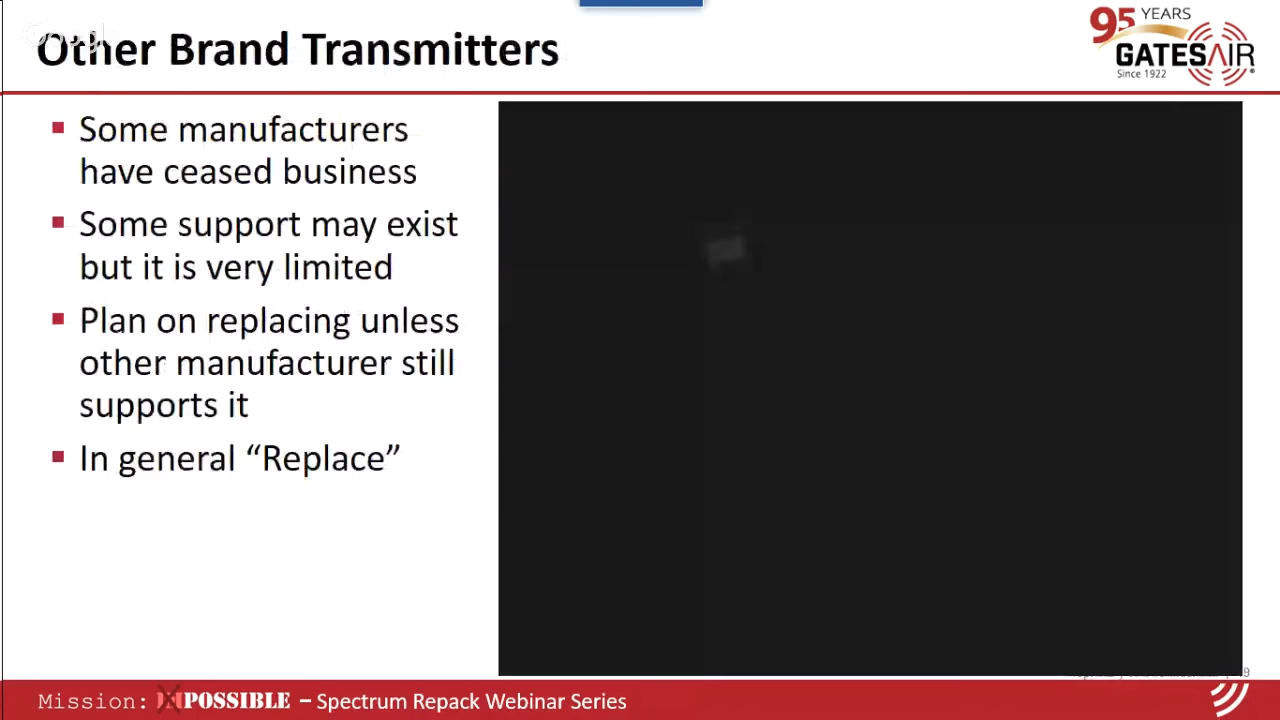 Other Brand Transmitters
95 YEARS
GATESAIR
Since 1922
Some manufacturers
have ceased business
Some support may exist
but it is very limited
Plan on replacing unless
other manufacturer still
supports it
In general “Replace”
Mission: IMPOSSIBLE – Spectrum Repack Webinar Series